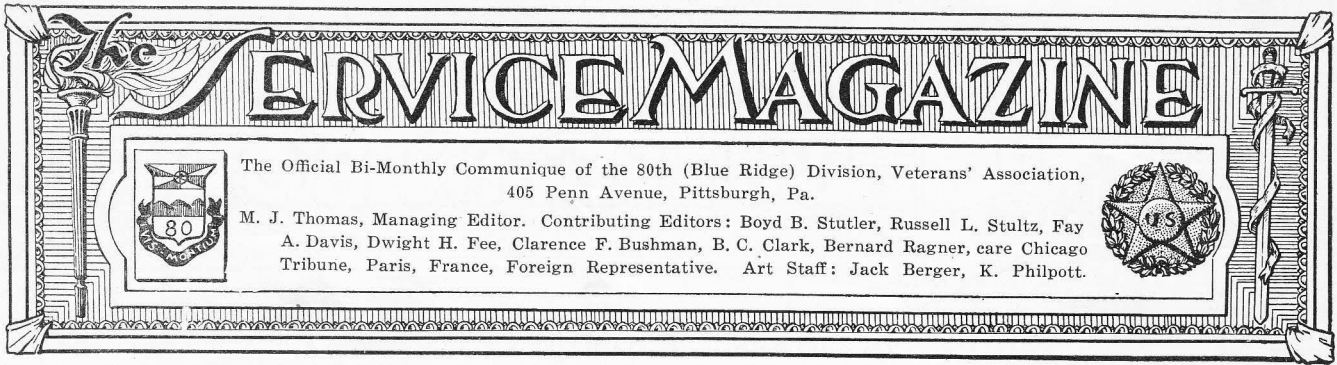 The SERVICE MAGAZINE
The Official Bi-Monthly Communique of the 80th (Blue Ridge) Division, Veterans' Association,
405 Penn Avenue, Pittsburgh, Pa.
M. J. Thomas, Managing Editor. Contributing Editors: Boyd B. Stutler, Russell L. Stultz, Fay
A. Davis, Dwight H. Fee, Clarence F. Bushman, B. C. Clark, Bernard Ragner, care Chicago
Tribune, Paris, France, Foreign Representative. Art Staff: Jack Berger, K. Philpott.
80
VIS MONTIUM
US